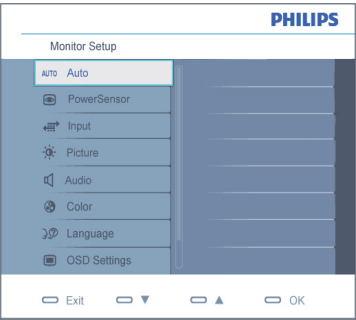 PHILIPS
Monitor Setup
AUTO Auto
PowerSensor
Input
Picture
Audio
Color
Language
OSD Settings
Exit ▼ ▲ OK